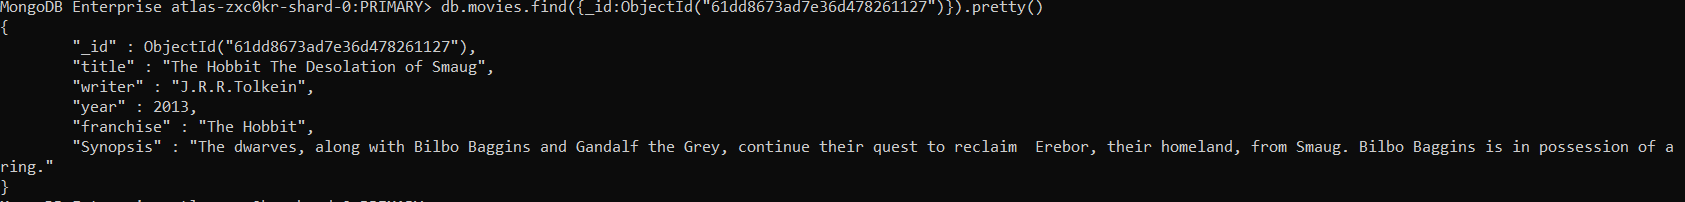 MongoDB Enterprise atlas-zxc0kr-shard-0:PRIMARY> db.movies.find({_id:ObjectId("61dd8673ad7e36d478261127")}).pretty()
{
        "_id" : ObjectId("61dd8673ad7e36d478261127"),
        "title" : "The Hobbit The Desolation of Smaug",
        "writer" : "J.R.R.Tolkein",
        "year" : 2013,
        "franchise" : "The Hobbit",
        "Synopsis" : "The dwarves, along with Bilbo Baggins and Gandalf the Grey, continue their quest to reclaim  Erebor, their homeland, from Smaug. Bilbo Baggins is in possession of a
ring."
}